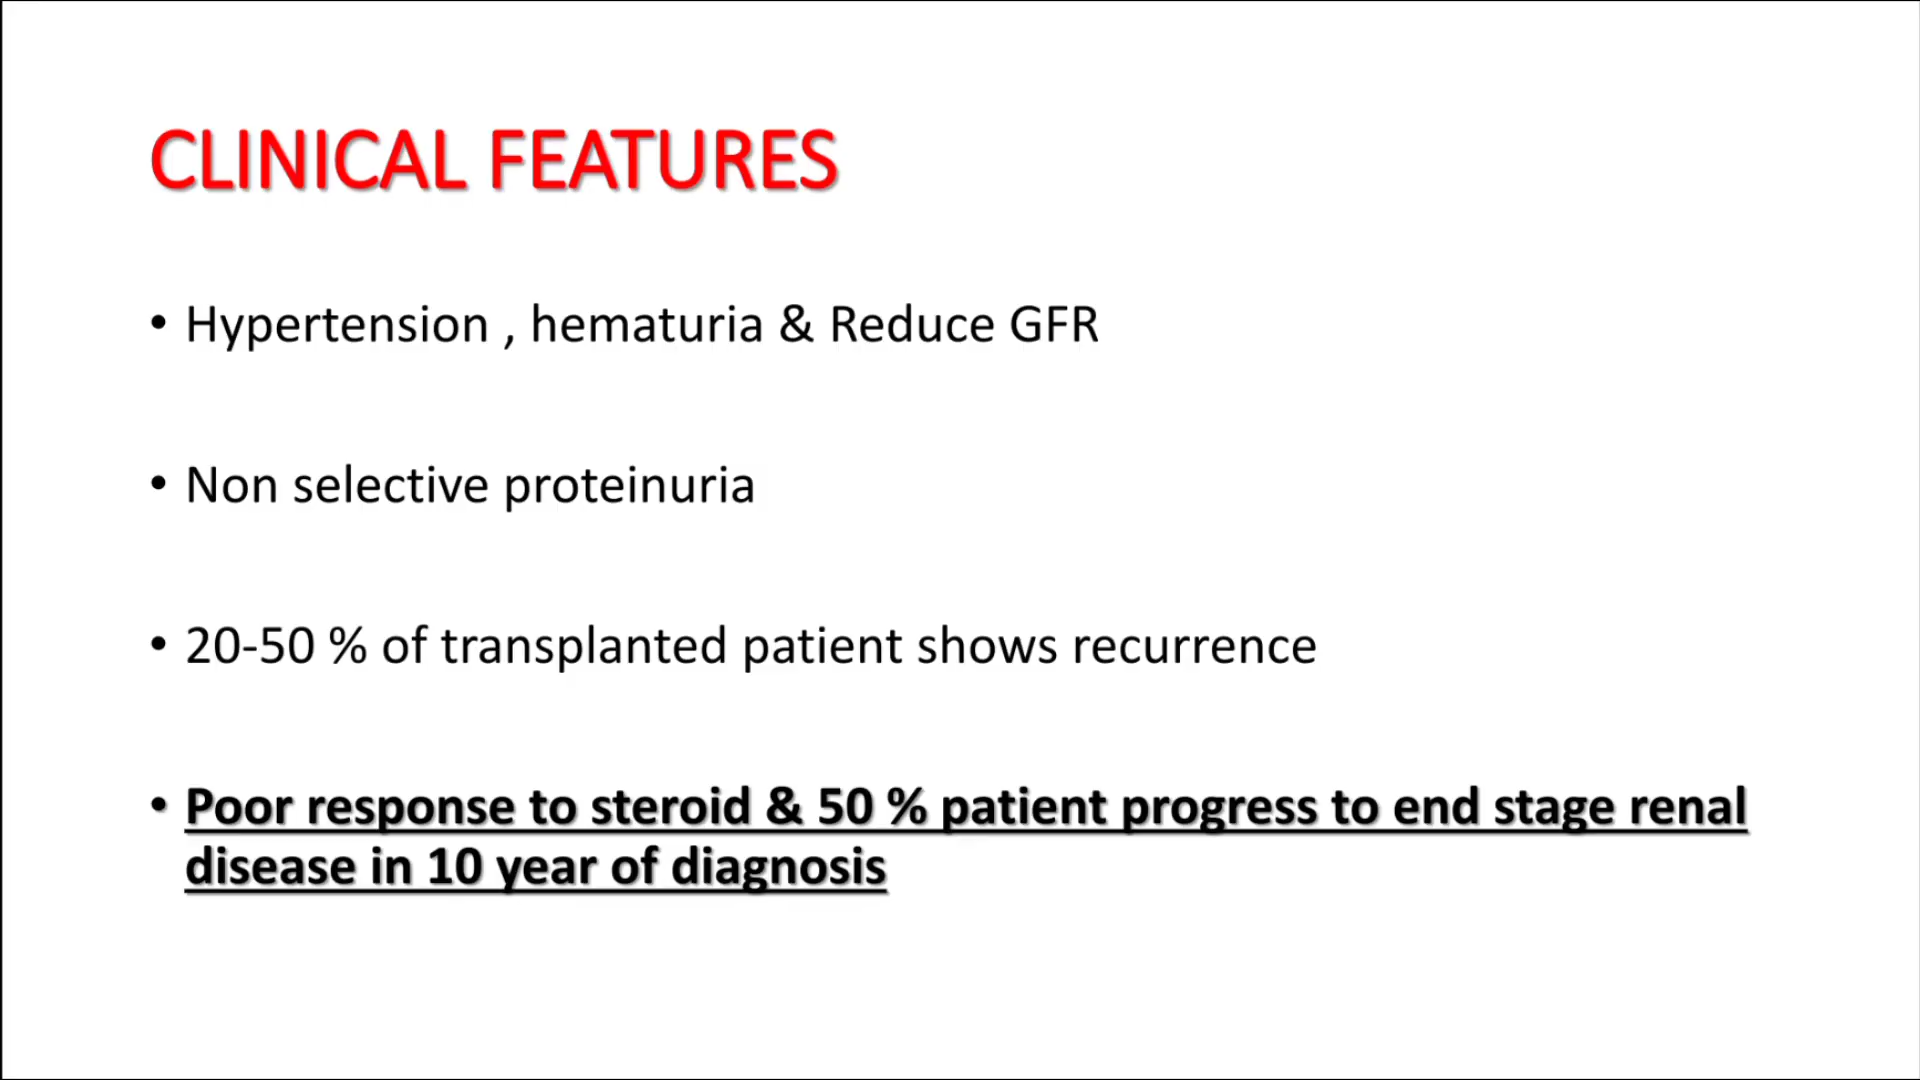 CLINICAL FEATURES
• Hypertension , hematuria & Reduce GFR
• Non selective proteinuria
• 20-50 % of transplanted patient shows recurrence
• Poor response to steroid & 50 % patient progress to end stage renal
disease in 10 year of diagnosis